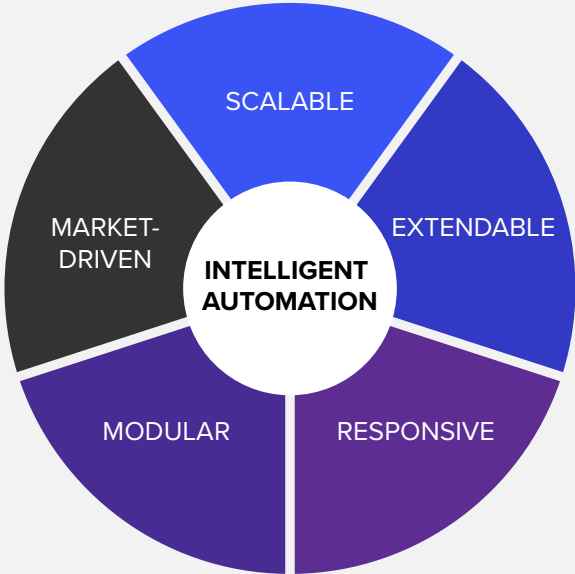 SCALABLE
EXTENDABLE
RESPONSIVE
MODULAR
MARKET-
DRIVEN
INTELLIGENT
AUTOMATION